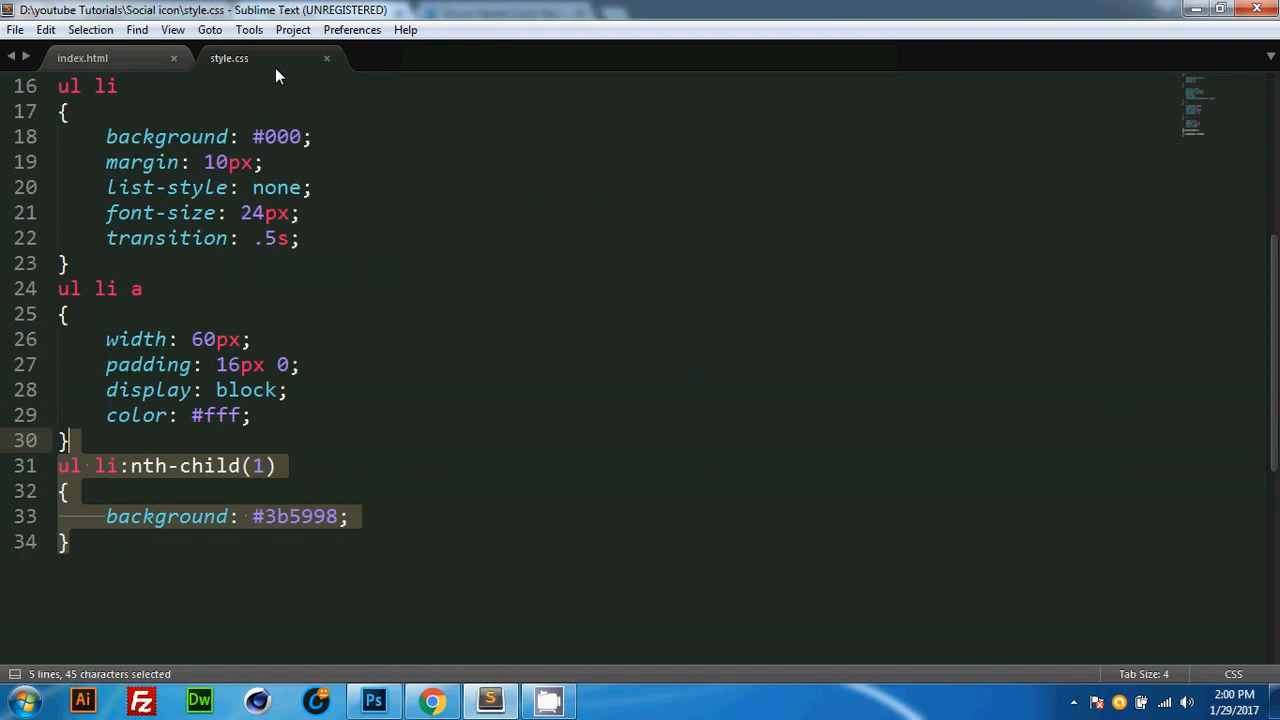 D:\youtube Tutorials\Social icon\style.css - Sublime Text (UNREGISTERED)
File Edit Selection Find View Goto Tools Project Preferences Help
index.html × style.css ×
16 ul li
17 {
18 background: #000;
19 margin: 10px;
20 list-style: none;
21 font-size: 24px;
22 transition: .5s;
23 }
24 ul li a
25 {
26 width: 60px;
27 padding: 16px 0;
28 display: block;
29 color: #fff;
30 }
31 ul li:nth-child(1)
32 {
33 background: #3b5998;
34 }
5 lines, 45 characters selected Tab Size: 4 CSS
Ai Fz Dw Ps S 2:00 PM
1/29/2017